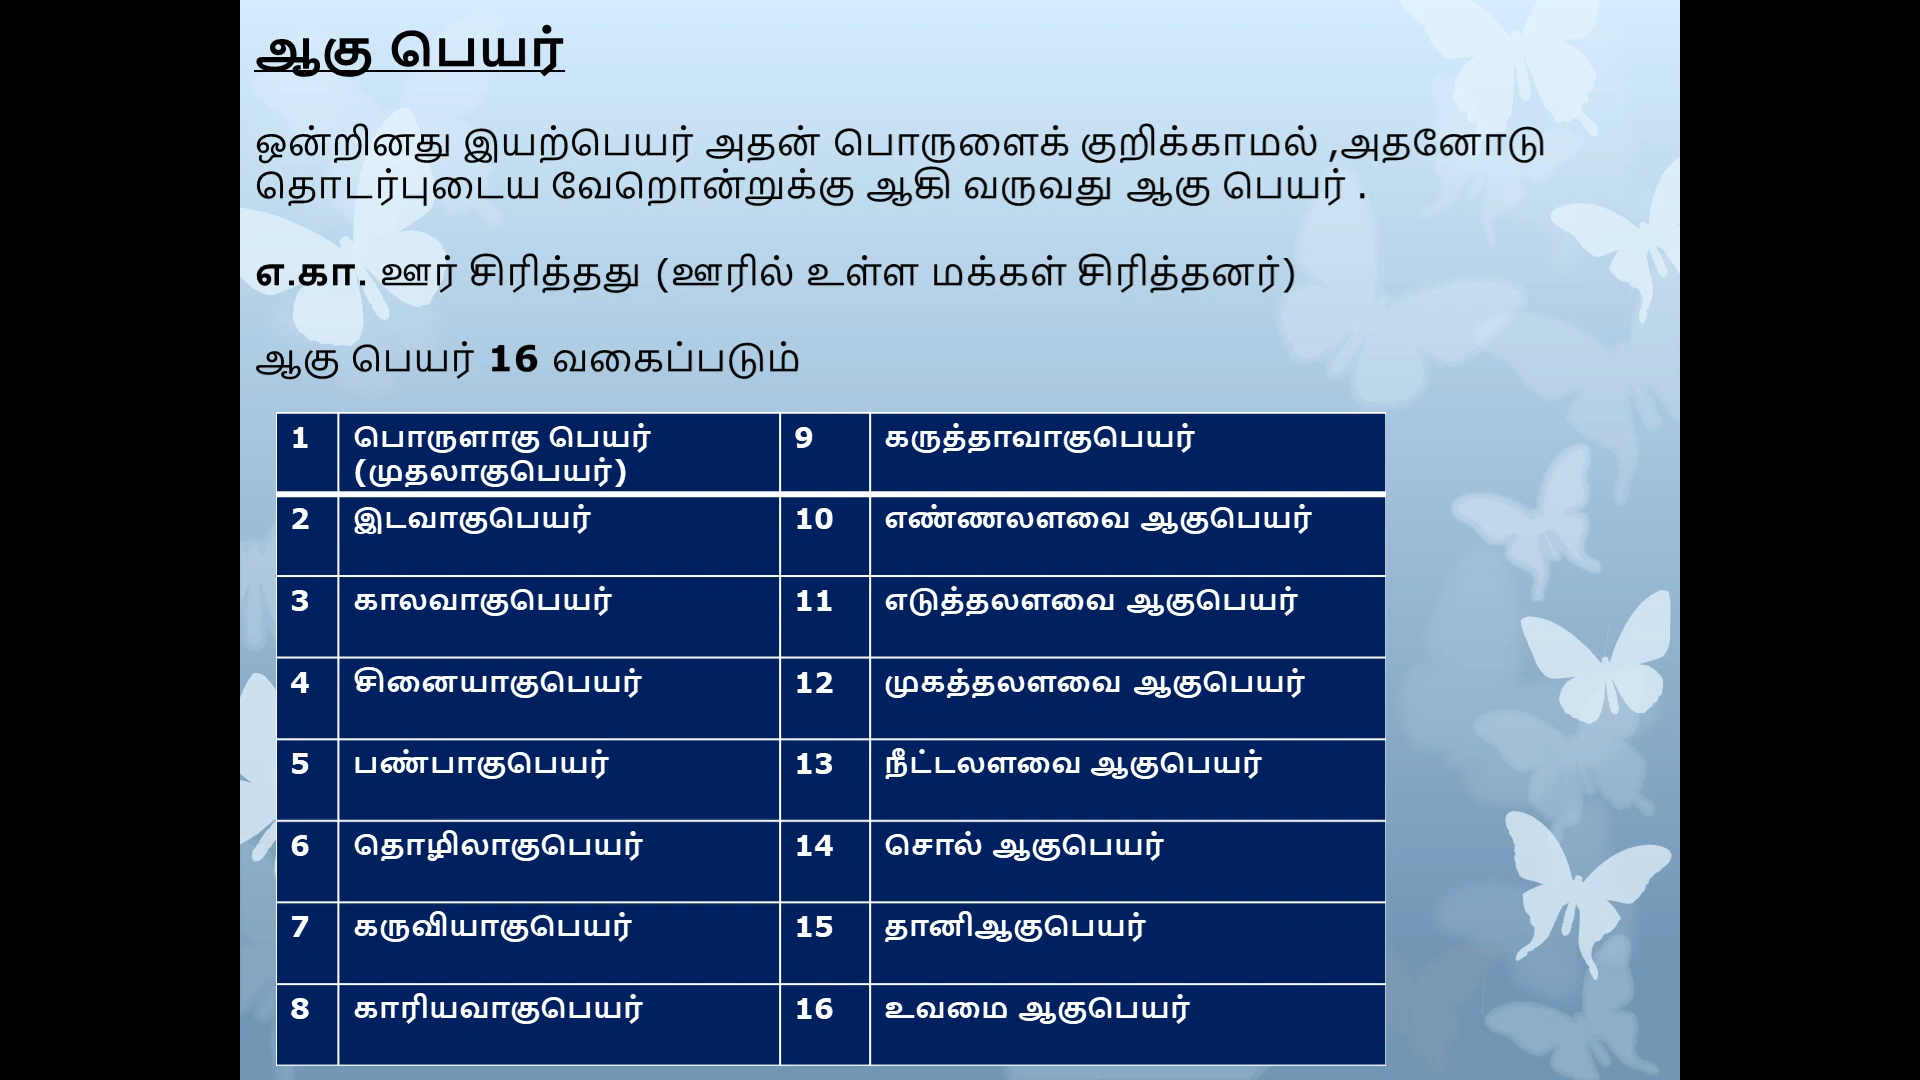 ஆகு பெயர்
ஒன்றினது இயற்பெயர் அதன் பொருளைக் குறிக்காமல் ,அதனோடு
தொடர்புடைய வேறொன்றுக்கு ஆகி வருவது ஆகு பெயர் .
எ.கா. ஊர் சிரித்தது (ஊரில் உள்ள மக்கள் சிரித்தனர்)
ஆகு பெயர் 16 வகைப்படும்
1 பொருளாகு பெயர் (முதலாகுபெயர்) 9 கருத்தாவாகுபெயர்
2 இடவாகுபெயர் 10 எண்ணலளவை ஆகுபெயர்
3 காலவாகுபெயர் 11 எடுத்தலளவை ஆகுபெயர்
4 சினையாகுபெயர் 12 முகத்தலளவை ஆகுபெயர்
5 பண்பாகுபெயர் 13 நீட்டலளவை ஆகுபெயர்
6 தொழிலாகுபெயர் 14 சொல் ஆகுபெயர்
7 கருவியாகுபெயர் 15 தானிஆகுபெயர்
8 காரியவாகுபெயர் 16 உவமை ஆகுபெயர்